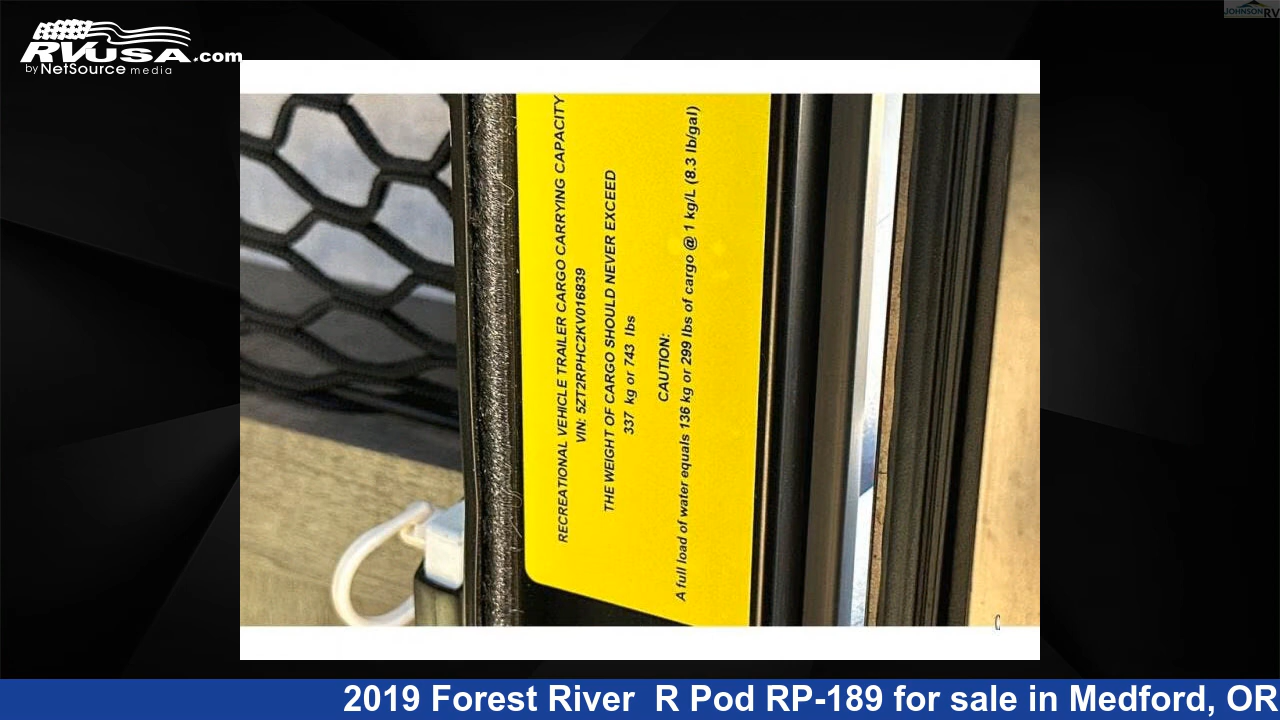 RVUSA.com
by NetSource media
JOHNSON RV
RECREATIONAL VEHICLE TRAILER CARGO CARRYING CAPACITY
VIN: 5ZT2RPHC2KV016839
THE WEIGHT OF CARGO SHOULD NEVER EXCEED
337 kg or 743 lbs
CAUTION:
A full load of water equals 136 kg or 299 lbs of cargo @ 1 kg/L (8.3 lb/gal)
2019 Forest River R Pod RP-189 for sale in Medford, OR